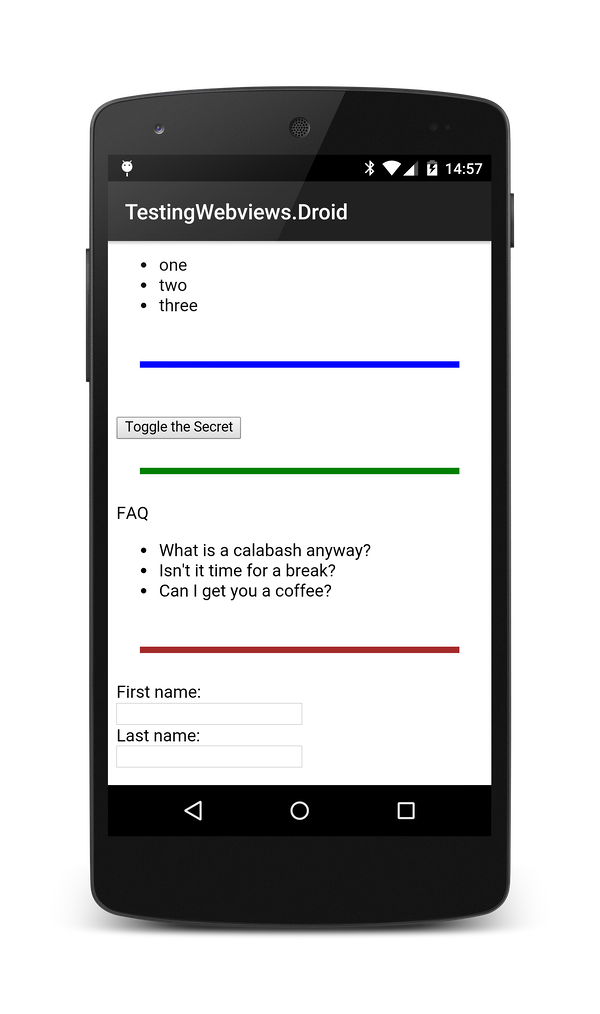 14:57
TestingWebviews.Droid
one
two
three
Toggle the Secret
FAQ
What is a calabash anyway?
Isn't it time for a break?
Can I get you a coffee?
First name:
Last name: